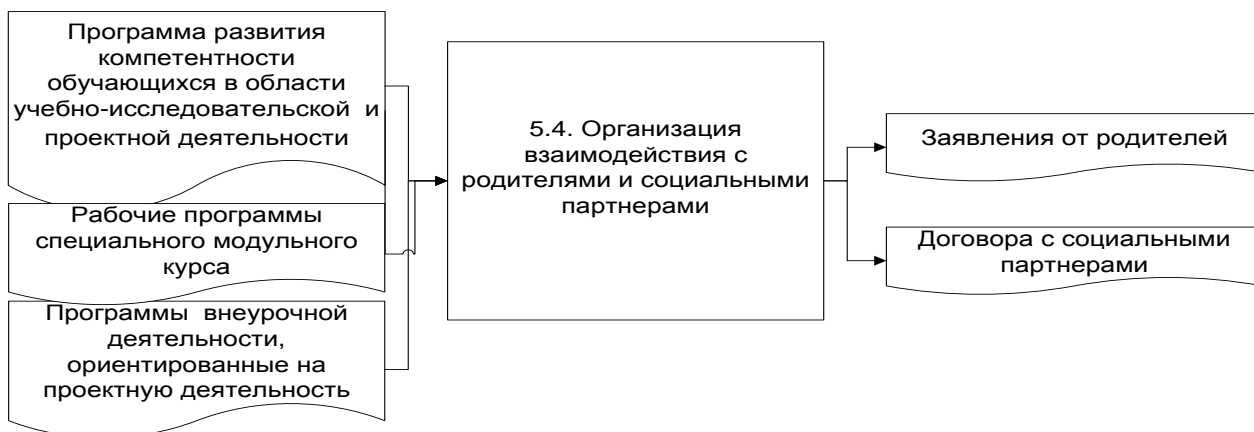 Программа развития
компетентности
обучающихся в области
учебно-исследовательской и
проектной деятельности
Рабочие программы
специального модульного
курса
Программы внеурочной
деятельности,
ориентированные на
проектную деятельность
5.4. Организация
взаимодействия с
родителями и социальными
партнерами
Заявления от родителей
Договора с социальными
партнерами